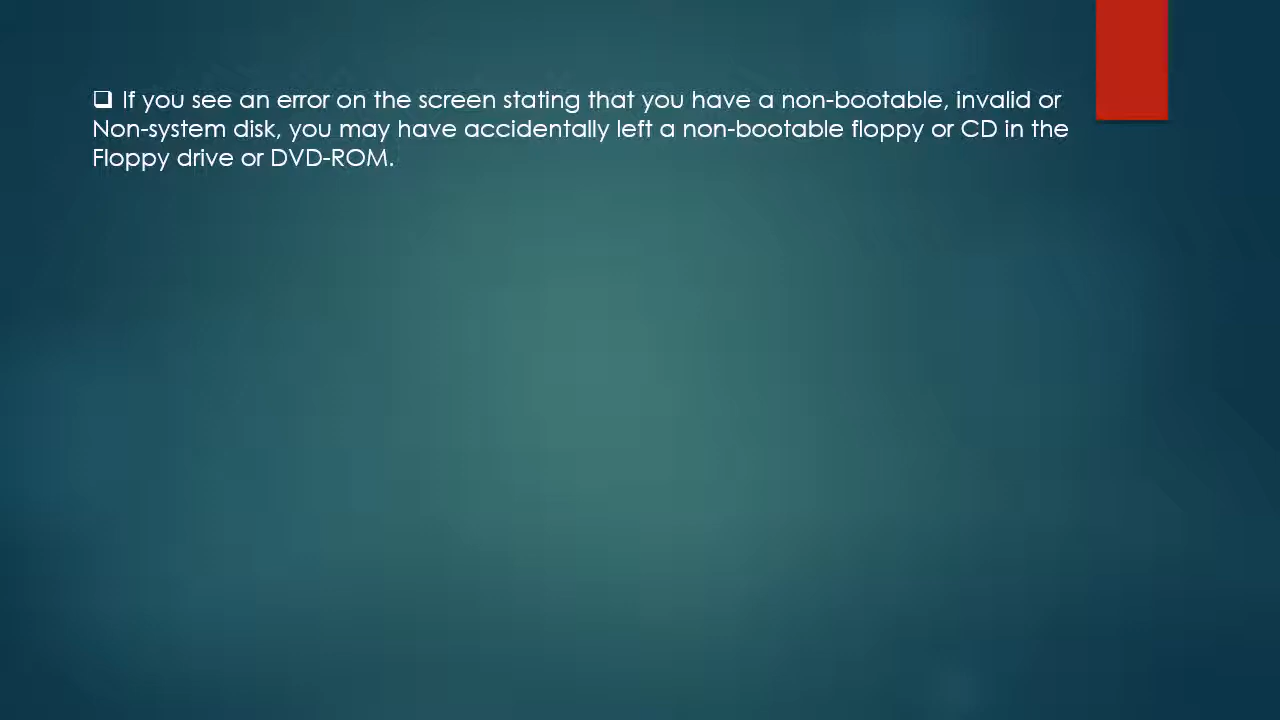 ❑ If you see an error on the screen stating that you have a non-bootable, invalid or
Non-system disk, you may have accidentally left a non-bootable floppy or CD in the
Floppy drive or DVD-ROM.